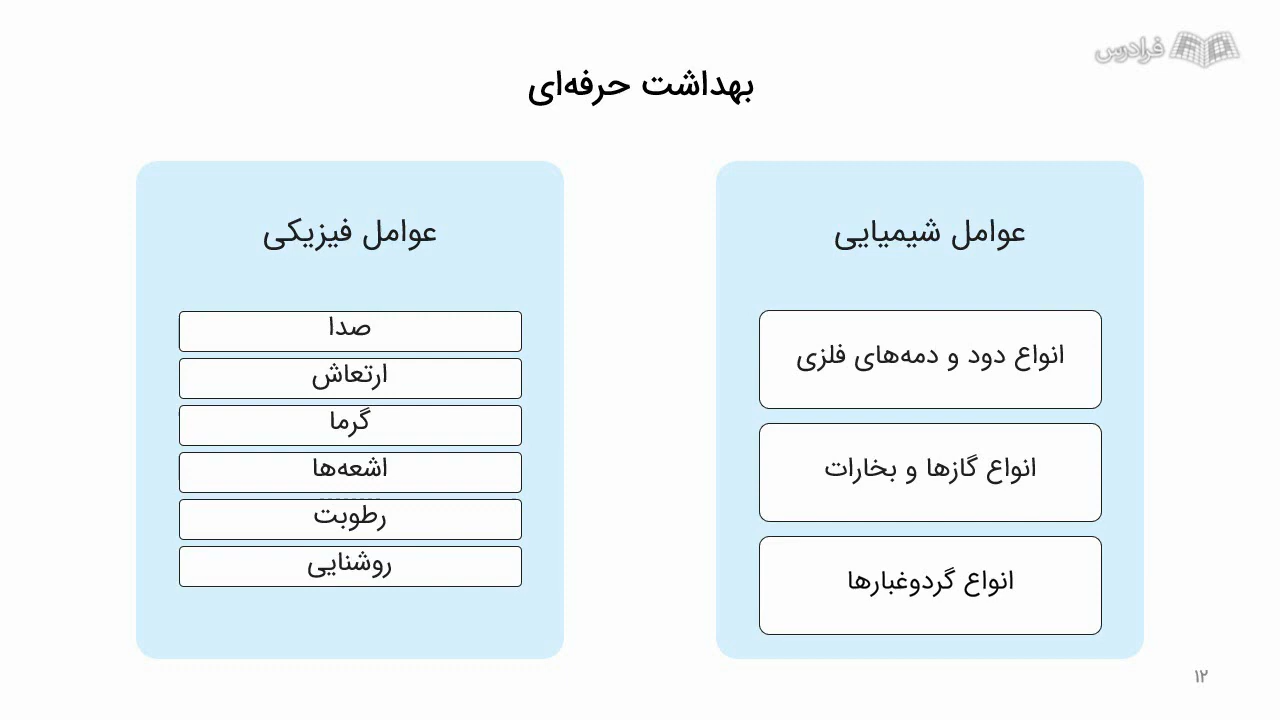 فرادرس
بهداشت حرفه‌ای
عوامل شیمیایی
انواع دود و دمه‌های فلزی
انواع گازها و بخارات
انواع گردوغبارها
عوامل فیزیکی
صدا
ارتعاش
گرما
اشعه‌ها
رطوبت
روشنایی
۱۲